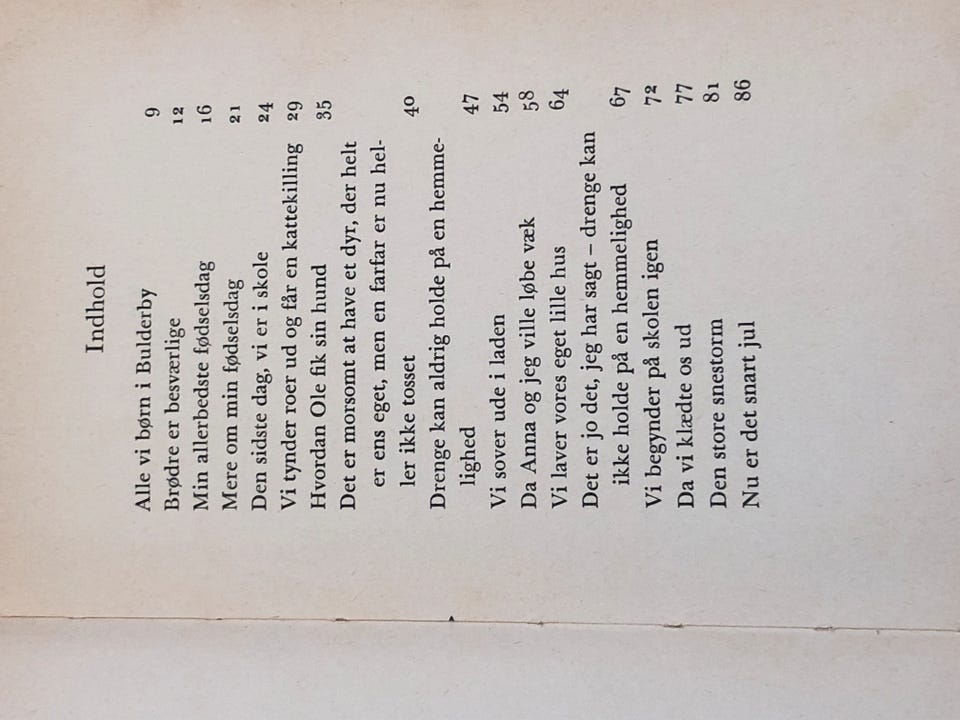 Indhold
Alle vi børn i Bulderby 9
Brødre er besværlige 12
Min allerbedste fødselsdag 16
Mere om min fødselsdag 21
Den sidste dag, vi er i skole 24
Vi tynder roer ud og får en kattekilling 29
Hvordan Ole fik sin hund 35
Det er morsomt at have et dyr, der helt
er ens eget, men en farfar er nu hel-
ler ikke tosset 40
Drenge kan aldrig holde på en hemme-
lighed 47
Vi sover ude i laden 54
Da Anna og jeg ville løbe væk 58
Vi laver vores eget lille hus 64
Det er jo det, jeg har sagt – drenge kan
ikke holde på en hemmelighed 67
Vi begynder på skolen igen 72
Da vi klædte os ud 77
Den store snestorm 81
Nu er det snart jul 86